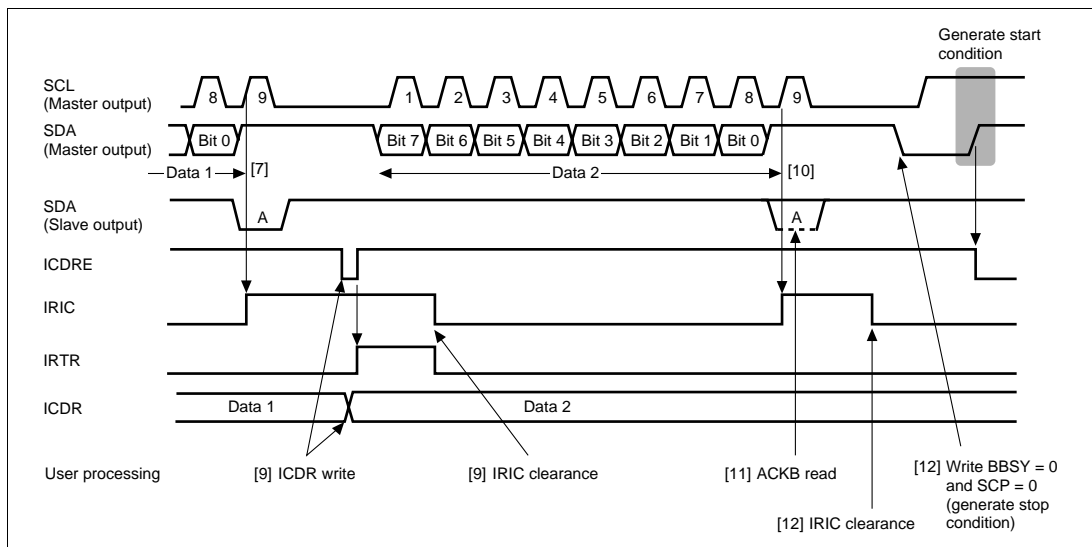 Generate start
condition
SCL
(Master output)
8 9 1 2 3 4 5 6 7 8 9
SDA
(Master output)
Bit 0 Bit 7 Bit 6 Bit 5 Bit 4 Bit 3 Bit 2 Bit 1 Bit 0
Data 1 [7] Data 2 [10]
SDA
(Slave output)
A A
ICDRE
IRIC
IRTR
ICDR
Data 1 Data 2
User processing
[9] ICDR write
[9] IRIC clearance
[11] ACKB read
[12] IRIC clearance
[12] Write BBSY = 0
and SCP = 0
(generate stop
condition)